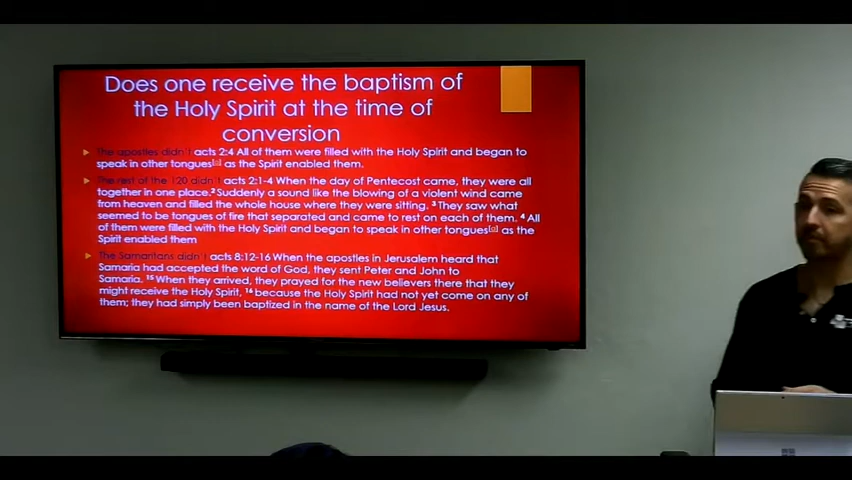 Does one receive the baptism of
the Holy Spirit at the time of
conversion
The apostles didn't acts 2:4 All of them were filled with the Holy Spirit and began to
speak in other tongues[a] as the Spirit enabled them.
The rest of the 120 didn't acts 2:1-4 When the day of Pentecost came, they were all
together in one place. 2 Suddenly a sound like the blowing of a violent wind came
from heaven and filled the whole house where they were sitting. 3 They saw what
seemed to be tongues of fire that separated and came to rest on each of them. 4 All
of them were filled with the Holy Spirit and began to speak in other tongues[a] as the
Spirit enabled them
The Samaritans didn't acts 8:12-16 When the apostles in Jerusalem heard that
Samaria had accepted the word of God, they sent Peter and John to
Samaria. 15 When they arrived, they prayed for the new believers there that they
might receive the Holy Spirit, 16 because the Holy Spirit had not yet come on any of
them; they had simply been baptized in the name of the Lord Jesus.